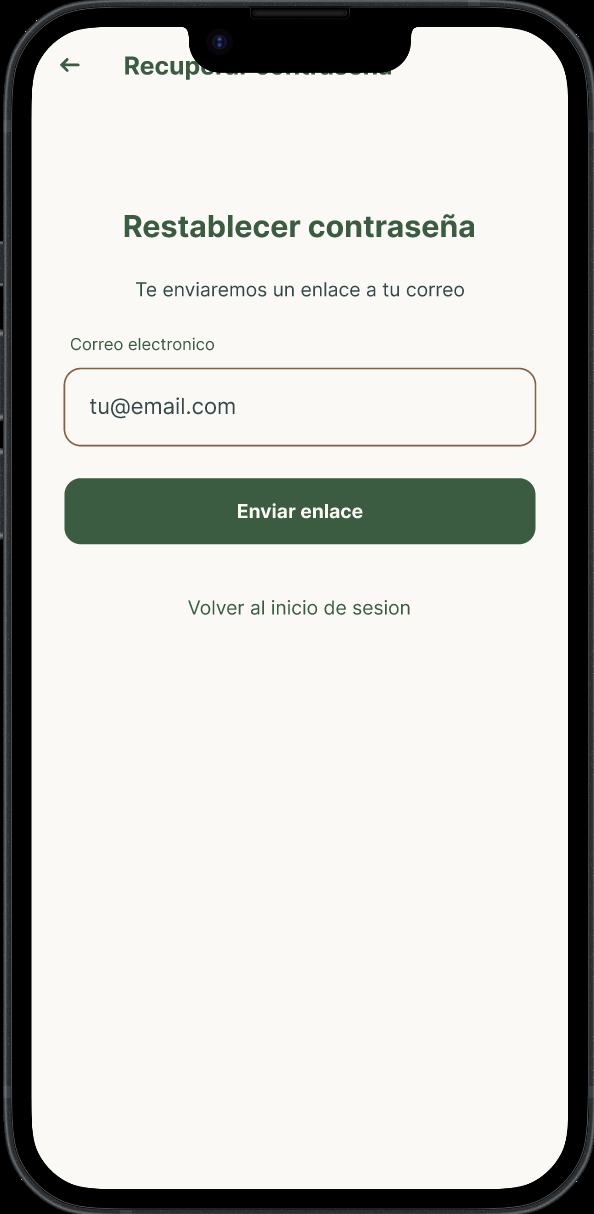 Restablecer contraseña
Te enviaremos un enlace a tu correo
Correo electronico
tu@email.com
Enviar enlace
Volver al inicio de sesion